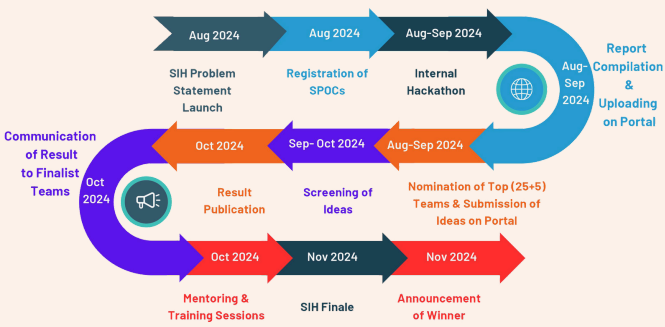 Aug 2024
Aug 2024
Aug-Sep 2024
SIH Problem
Statement
Launch
Registration of
SPOCs
Internal
Hackathon
Aug-
Sep
2024
Report
Compilation
&
Uploading
on Portal
Communication
of Result
to Finalist
Teams
Oct
2024
Oct 2024
Sep- Oct 2024
Aug-Sep 2024
Result
Publication
Screening of
Ideas
Nomination of Top (25+5)
Teams & Submission of
Ideas on Portal
Oct 2024
Nov 2024
Nov 2024
Mentoring &
Training Sessions
SIH Finale
Announcement
of Winner